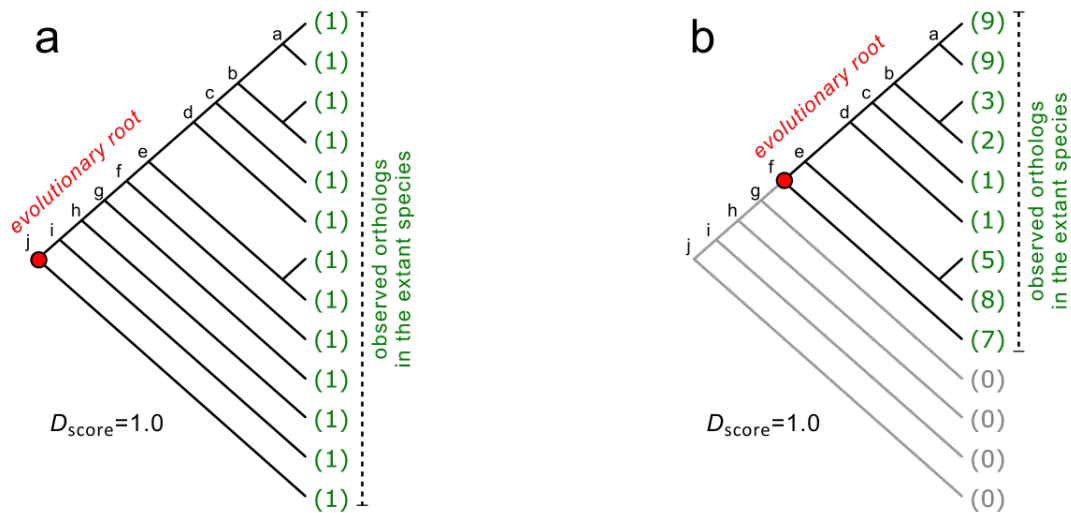 a
evolutionary root
a
b
c
d
e
f
g
h
i
j
(1)
(1)
(1)
(1)
(1)
(1)
(1)
(1)
(1)
(1)
(1)
(1)
(1)
observed orthologs
in the extant species
Dscore=1.0
b
evolutionary root
a
b
c
d
e
f
g
h
i
j
(9)
(9)
(3)
(2)
(1)
(1)
(5)
(8)
(7)
(0)
(0)
(0)
(0)
observed orthologs
in the extant species
Dscore=1.0